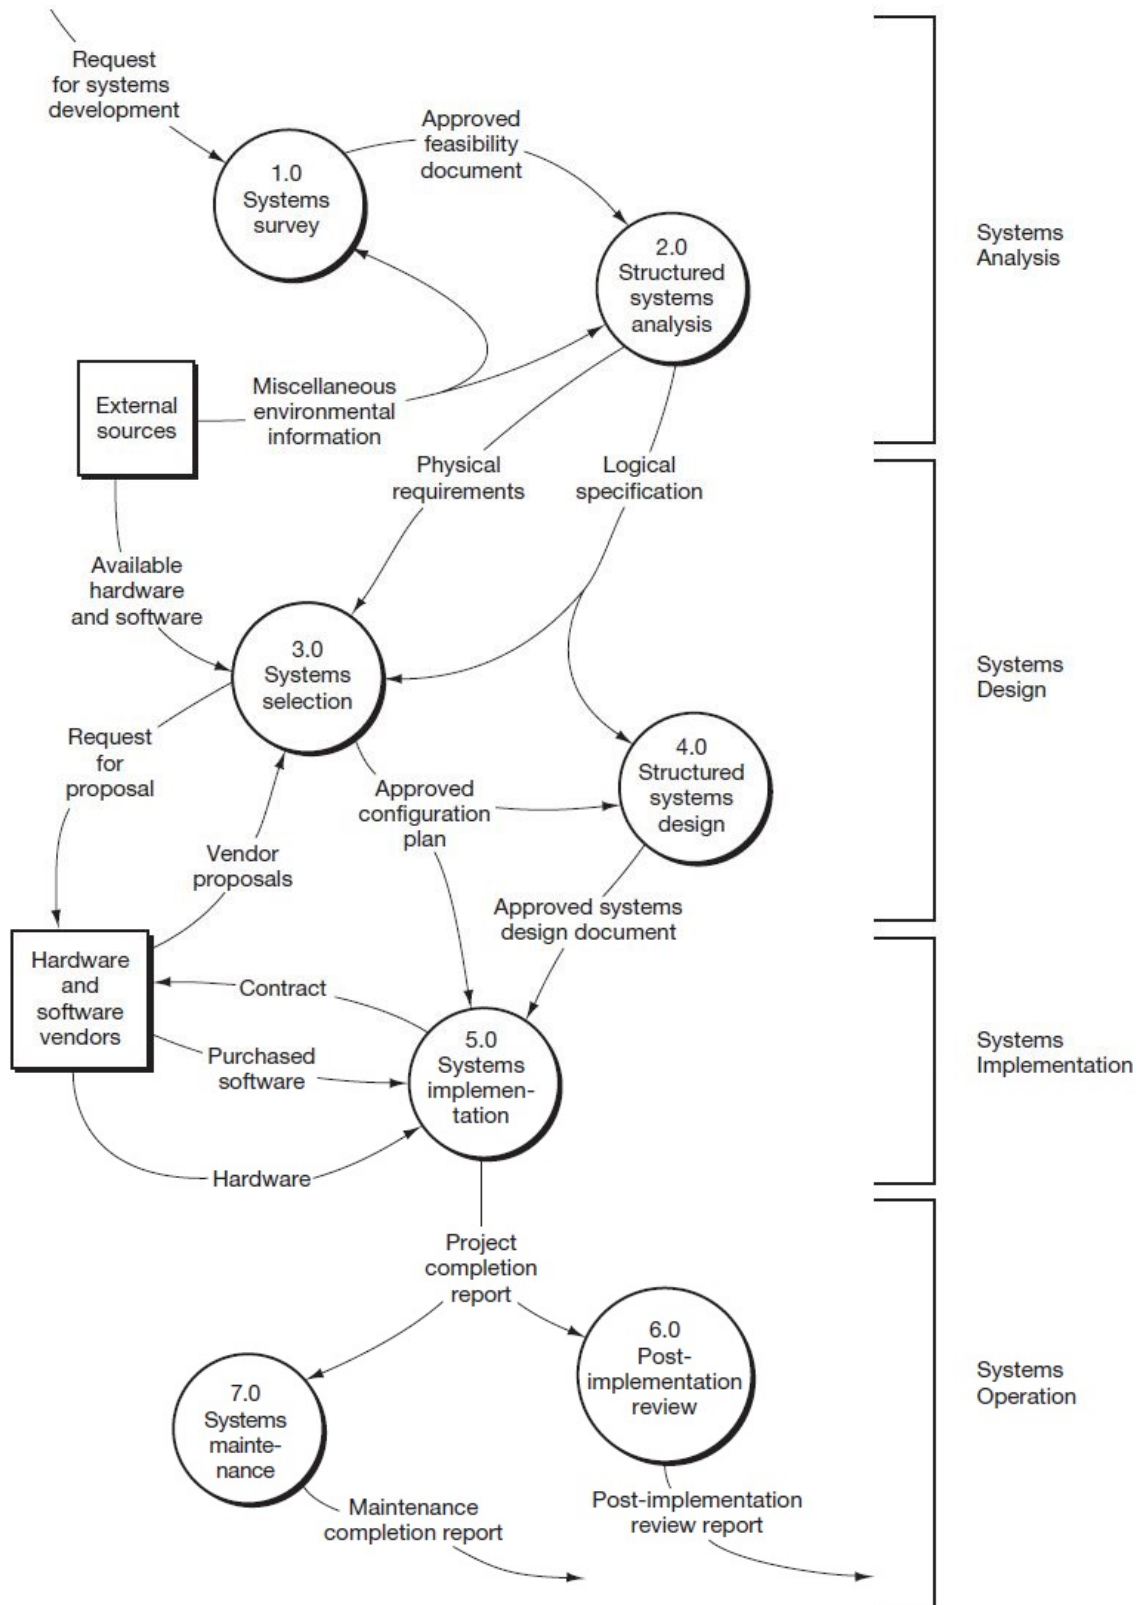 Request
for systems
development
Approved
feasibility
document
1.0
Systems
survey
2.0
Structured
systems
analysis
Systems
Analysis
External
sources
Miscellaneous
environmental
information
Physical
requirements
Logical
specification
Available
hardware
and software
3.0
Systems
selection
Systems
Design
Request
for
proposal
Approved
configuration
plan
4.0
Structured
systems
design
Vendor
proposals
Approved systems
design document
Hardware
and
software
vendors
Contract
Purchased
software
5.0
Systems
implemen-
tation
Systems
Implementation
Hardware
Project
completion
report
6.0
Post-
implementation
review
7.0
Systems
mainte-
nance
Systems
Operation
Maintenance
completion report
Post-implementation
review report